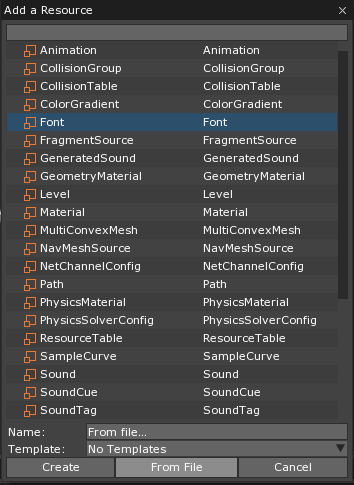 Add a Resource
Animation Animation
CollisionGroup CollisionGroup
CollisionTable CollisionTable
ColorGradient ColorGradient
Font Font
FragmentSource FragmentSource
GeneratedSound GeneratedSound
GeometryMaterial GeometryMaterial
Level Level
Material Material
MultiConvexMesh MultiConvexMesh
NavMeshSource NavMeshSource
NetChannelConfig NetChannelConfig
Path Path
PhysicsMaterial PhysicsMaterial
PhysicsSolverConfig PhysicsSolverConfig
ResourceTable ResourceTable
SampleCurve SampleCurve
Sound Sound
SoundCue SoundCue
SoundTag SoundTag
Name: From file...
Template: No Templates
Create From File Cancel